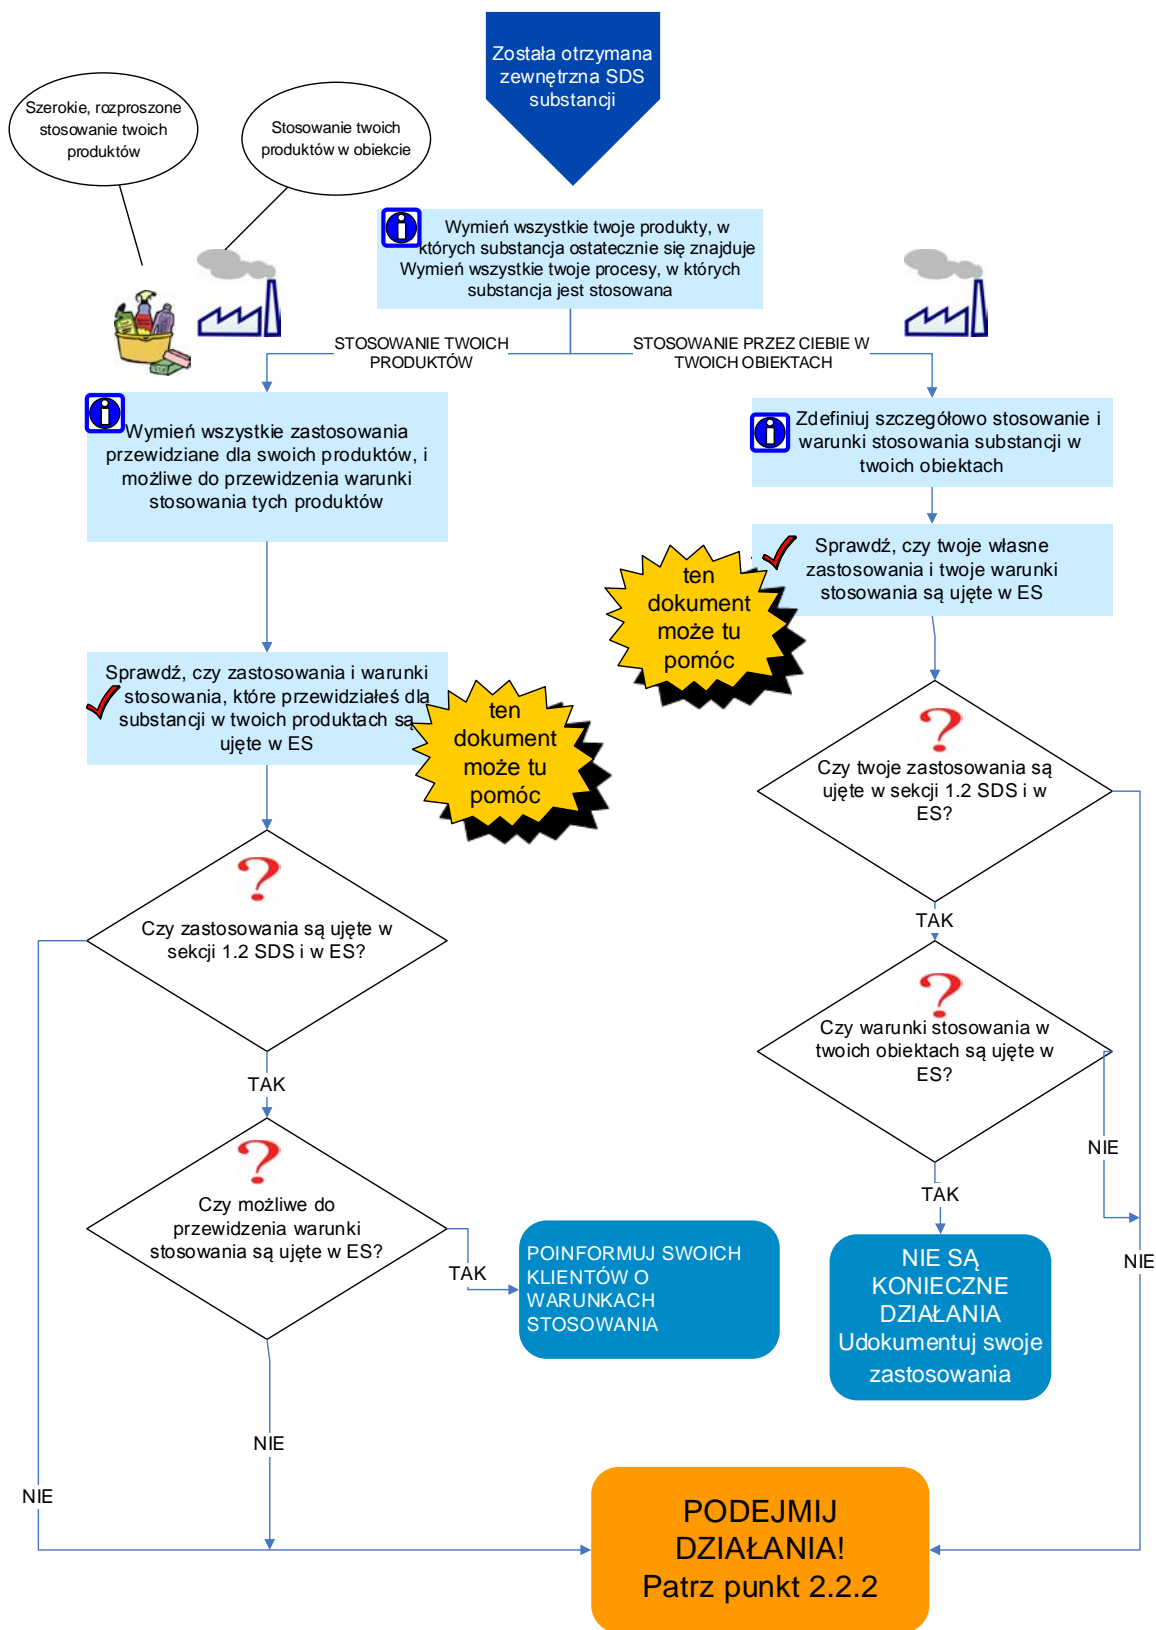 Została otrzymana
zewnętrzna SDS
substancji
Szerokie, rozproszone
stosowanie twoich
produktów
Stosowanie twoich
produktów w obiekcie
Wymień wszystkie twoje produkty, w
których substancja ostatecznie się znajduje
Wymień wszystkie twoje procesy, w których
substancja jest stosowana
STOSOWANIE TWOICH
PRODUKTÓW
STOSOWANIE PRZEZ CIEBIE W
TWOICH OBIEKTACH
Wymień wszystkie zastosowania
przewidziane dla swoich produktów, i
możliwe do przewidzenia warunki
stosowania tych produktów
Zdefiniuj szczegółowo stosowanie i
warunki stosowania substancji w
twoich obiektach
Sprawdź, czy twoje własne
zastosowania i twoje warunki
stosowania są ujęte w ES
ten
dokument
może tu
pomóc
Sprawdź, czy zastosowania i warunki
stosowania, które przewidziałeś dla
substancji w twoich produktach są
ujęte w ES
ten
dokument
może tu
pomóc
Czy twoje zastosowania są
ujęte w sekcji 1.2 SDS i w
ES?
Czy zastosowania są ujęte w
sekcji 1.2 SDS i w ES?
TAK
Czy warunki stosowania w
twoich obiektach są ujęte w
ES?
TAK
NIE
Czy możliwe do
przewidzenia warunki
stosowania są ujęte w ES?
TAK
TAK
POINFORMUJ SWOICH
KLIENTÓW O
WARUNKACH
STOSOWANIA
NIE SĄ
KONIECZNE
DZIAŁANIA
Udokumentuj swoje
zastosowania
NIE
NIE
NIE
PODEJMIJ
DZIAŁANIA!
Patrz punkt 2.2.2